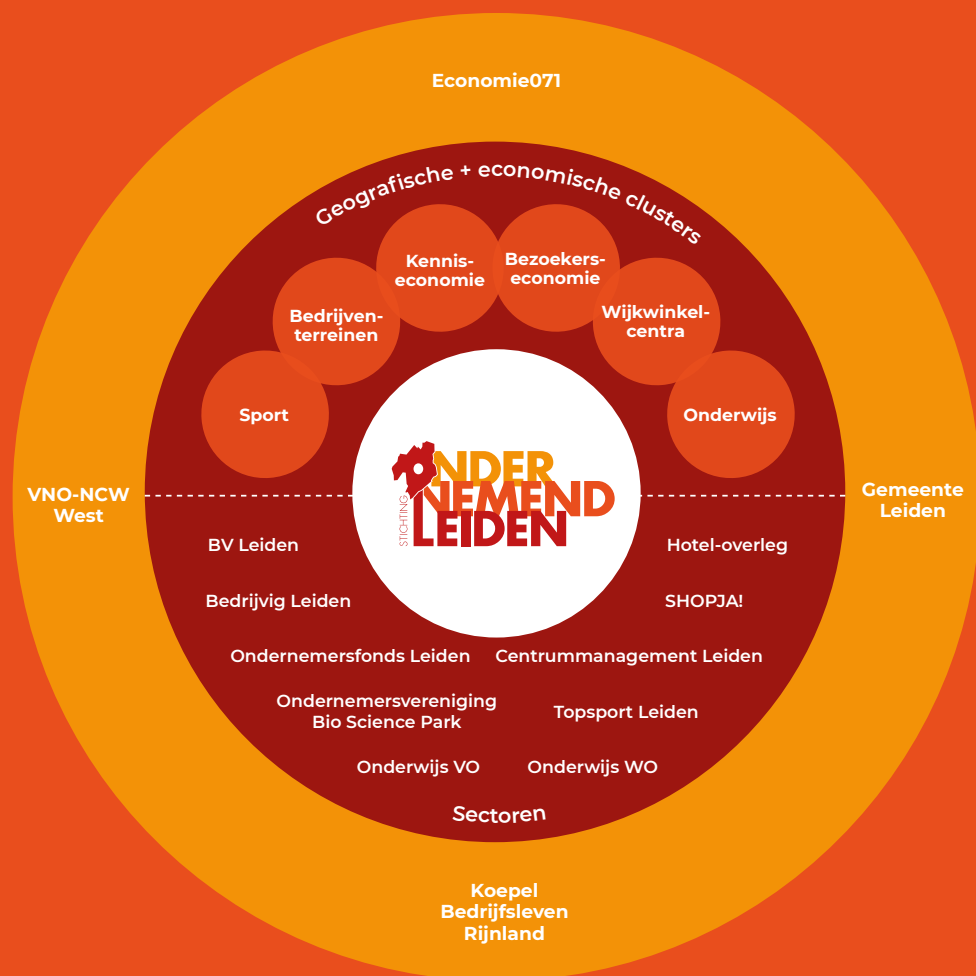 Economie071
Geografische + economische clusters
Kennis-
economie
Bezoekers-
economie
Bedrijven-
terreinen
Wijkwinkel-
centra
Sport
Onderwijs
STICHTING
ONDER
NEMEND
LEIDEN
VNO-NCW
West
Gemeente
Leiden
BV Leiden
Hotel-overleg
Bedrijvig Leiden
SHOPJA!
Ondernemersfonds Leiden
Centrummanagement Leiden
Ondernemersvereniging
Bio Science Park
Topsport Leiden
Onderwijs VO
Onderwijs WO
Sectoren
Koepel
Bedrijfsleven
Rijnland